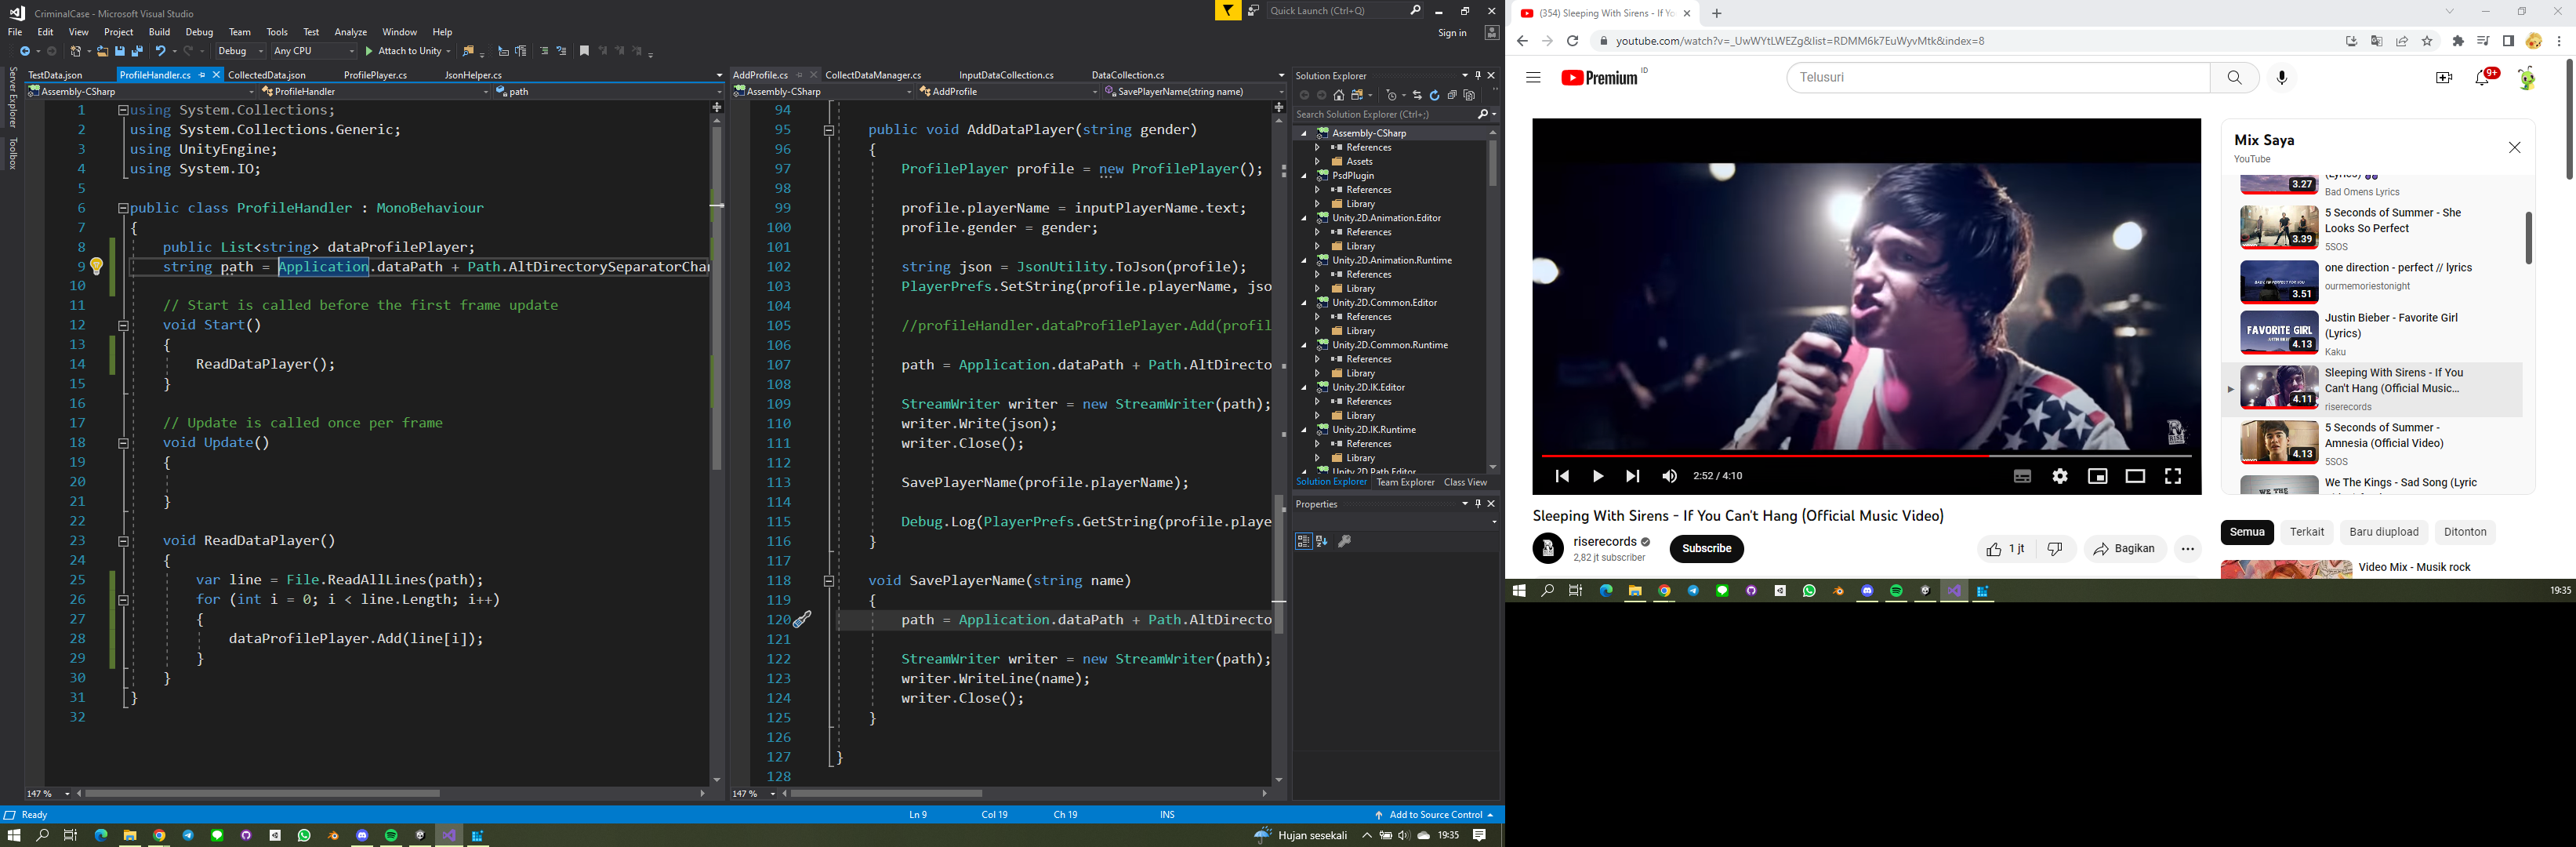 CriminalCase - Microsoft Visual Studio
Quick Launch (Ctrl+Q)
File Edit View Project Build Debug Team Tools Test Analyze Window Help
Sign in
Debug Any CPU Attach to Unity
Server Explorer
Toolbox
TestData.json ProfileHandler.cs CollectedData.json ProfilePlayer.cs JsonHelper.cs
Assembly-CSharp ProfileHandler path
1 using System.Collections;
2 using System.Collections.Generic;
3 using UnityEngine;
4 using System.IO;
5
6 public class ProfileHandler : MonoBehaviour
7 {
8 public List<string> dataProfilePlayer;
9 string path = Application.dataPath + Path.AltDirectorySeparatorChar
10
11 // Start is called before the first frame update
12 void Start()
13 {
14 ReadDataPlayer();
15 }
16
17 // Update is called once per frame
18 void Update()
19 {
20
21 }
22
23 void ReadDataPlayer()
24 {
25 var line = File.ReadAllLines(path);
26 for (int i = 0; i < line.Length; i++)
27 {
28 dataProfilePlayer.Add(line[i]);
29 }
30 }
31 }
32
147 %
AddProfile.cs CollectDataManager.cs InputDataCollection.cs DataCollection.cs
Assembly-CSharp AddProfile SavePlayerName(string name)
94
95 public void AddDataPlayer(string gender)
96 {
97 ProfilePlayer profile = new ProfilePlayer();
98
99 profile.playerName = inputPlayerName.text;
100 profile.gender = gender;
101
102 string json = JsonUtility.ToJson(profile);
103 PlayerPrefs.SetString(profile.playerName, jso
104
105 //profileHandler.dataProfilePlayer.Add(profil
106
107 path = Application.dataPath + Path.AltDirecto
108
109 StreamWriter writer = new StreamWriter(path);
110 writer.Write(json);
111 writer.Close();
112
113 SavePlayerName(profile.playerName);
114
115 Debug.Log(PlayerPrefs.GetString(profile.playe
116 }
117
118 void SavePlayerName(string name)
119 {
120 path = Application.dataPath + Path.AltDirecto
121
122 StreamWriter writer = new StreamWriter(path);
123 writer.WriteLine(name);
124 writer.Close();
125 }
126
127 }
128
147 %
Solution Explorer
Search Solution Explorer (Ctrl+;)
Assembly-CSharp
References
Assets
PsdPlugin
References
Library
Unity.2D.Animation.Editor
References
Library
Unity.2D.Animation.Runtime
References
Library
Unity.2D.Common.Editor
References
Library
Unity.2D.Common.Runtime
References
Library
Unity.2D.IK.Editor
References
Library
Unity.2D.IK.Runtime
References
Library
Unity.2D.Path.Editor
Solution Explorer Team Explorer Class View
Properties
Ready Ln 9 Col 19 Ch 19 INS Add to Source Control
Hujan sesekali 19:35
(354) Sleeping With Sirens - If Yo
youtube.com/watch?v=_UwWYtLWEZg&list=RDMM6k7EuWyvMtk&index=8
Premium ID
Telusuri
9+
2:52 / 4:10
Sleeping With Sirens - If You Can't Hang (Official Music Video)
riserecords
2,82 jt subscriber
Subscribe
1 jt
Bagikan
Mix Saya
YouTube
(Lyrics)
3.27
Bad Omens Lyrics
5 Seconds of Summer - She
Looks So Perfect
3.39
5SOS
one direction - perfect // lyrics
3.51
ourmemoriestonight
Justin Bieber - Favorite Girl
(Lyrics)
FAVORITE GIRL
4.13
Kaku
Sleeping With Sirens - If You
Can't Hang (Official Music...
4.11
riserecords
5 Seconds of Summer -
Amnesia (Official Video)
4.13
5SOS
We The Kings - Sad Song (Lyric
WE THE
Semua Terkait Baru diupload Ditonton
Video Mix - Musik rock
19:35